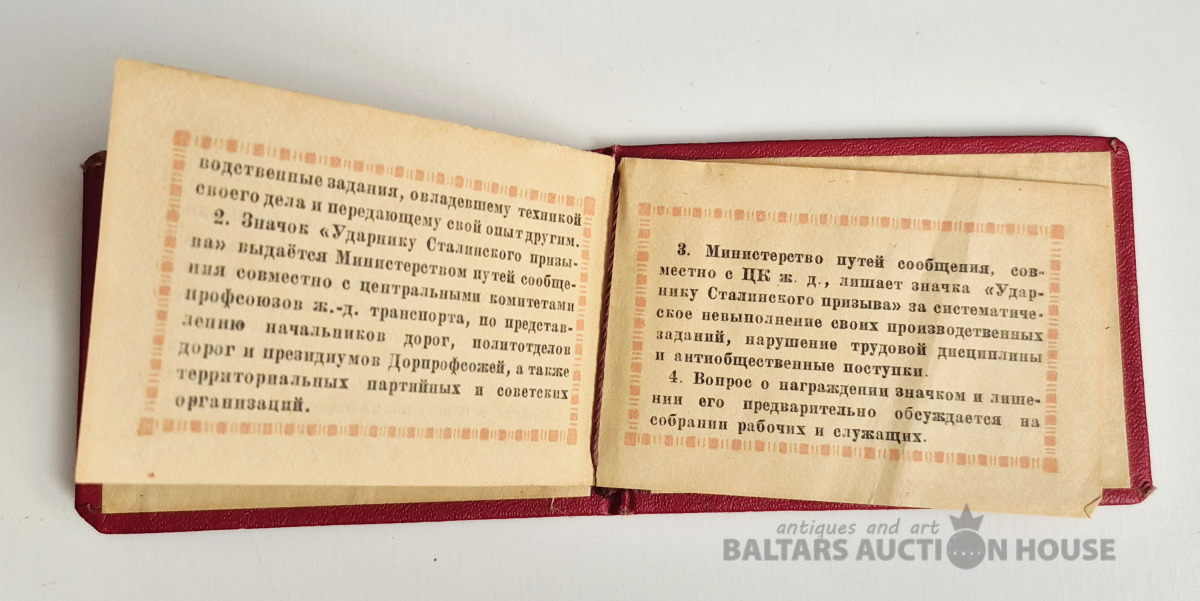 водственные задания, овладевшему техникой
своего дела и передающему свой опыт другим.
2. Значок «Ударнику Сталинского призы-
ва» выдаётся Министерством путей сообще-
ния совместно с центральными комитетами
профсоюзов ж.-д. транспорта, по представ-
лению начальников дорог, политотделов
дорог и президиумов Дорпрофсожей, а также
территориальных партийных и советских
организаций.
3. Министерство путей сообщения, сов-
местно с ЦК ж. д., лишает значка «Удар-
нику Сталинского призыва» за систематиче-
ское невыполнение своих производственных
заданий, нарушение трудовой дисциплины
и антиобщественные поступки.
4. Вопрос о награждении значком и лише-
нии его предварительно обсуждается на
собрании рабочих и служащих.
antiques and art
BALTARS AUCTION HOUSE